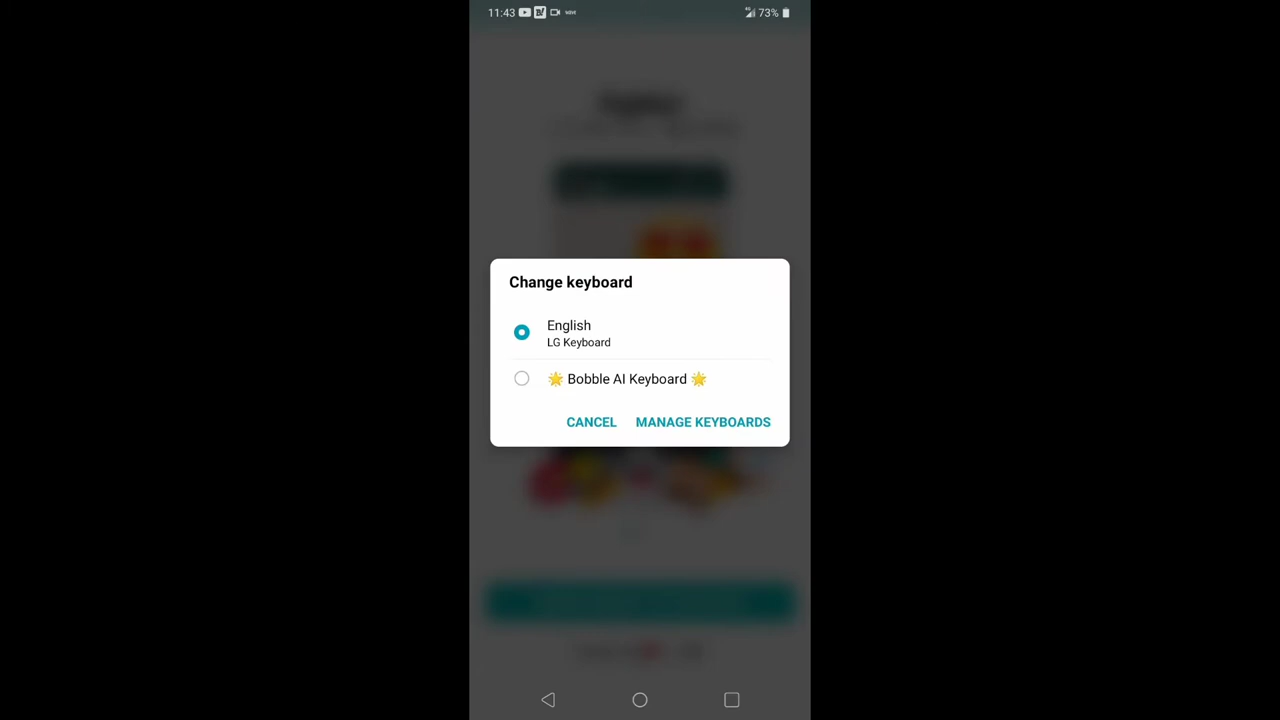 11:43
73%
Change keyboard
English
LG Keyboard
🌟 Bobble AI Keyboard 🌟
CANCEL MANAGE KEYBOARDS